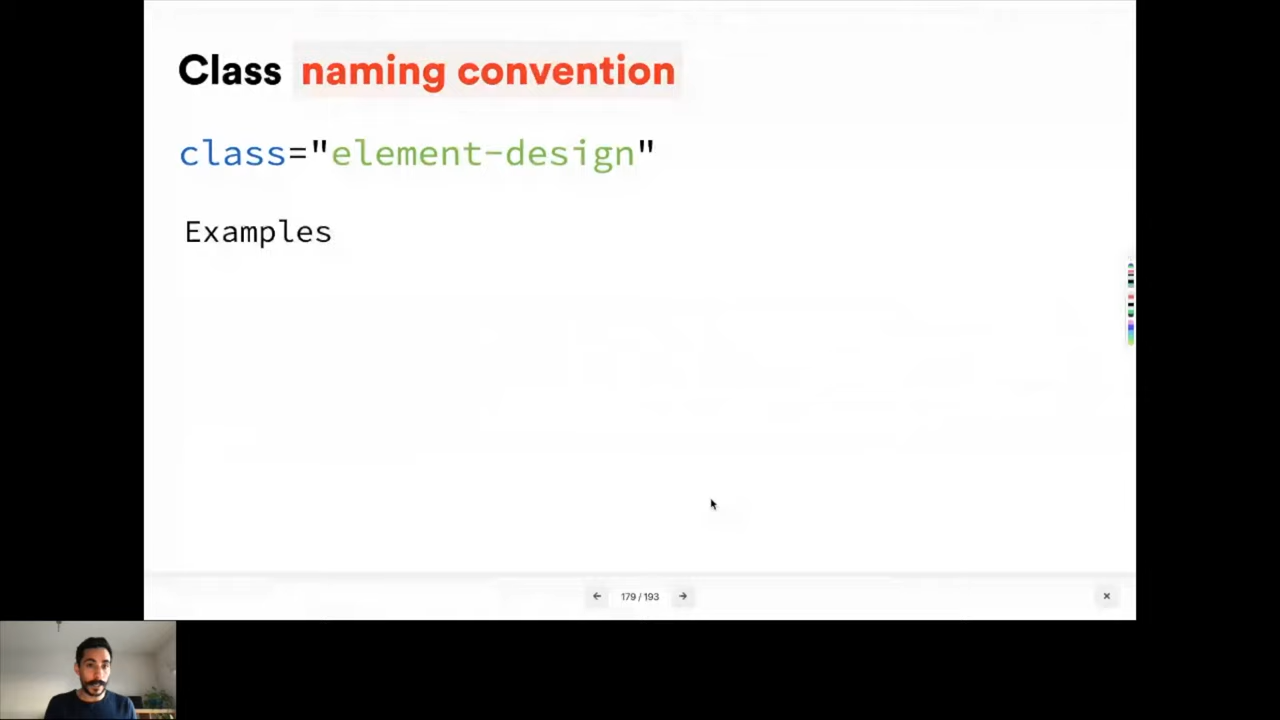 Class naming convention
class="element-design"
Examples
← 179 / 193 → ×